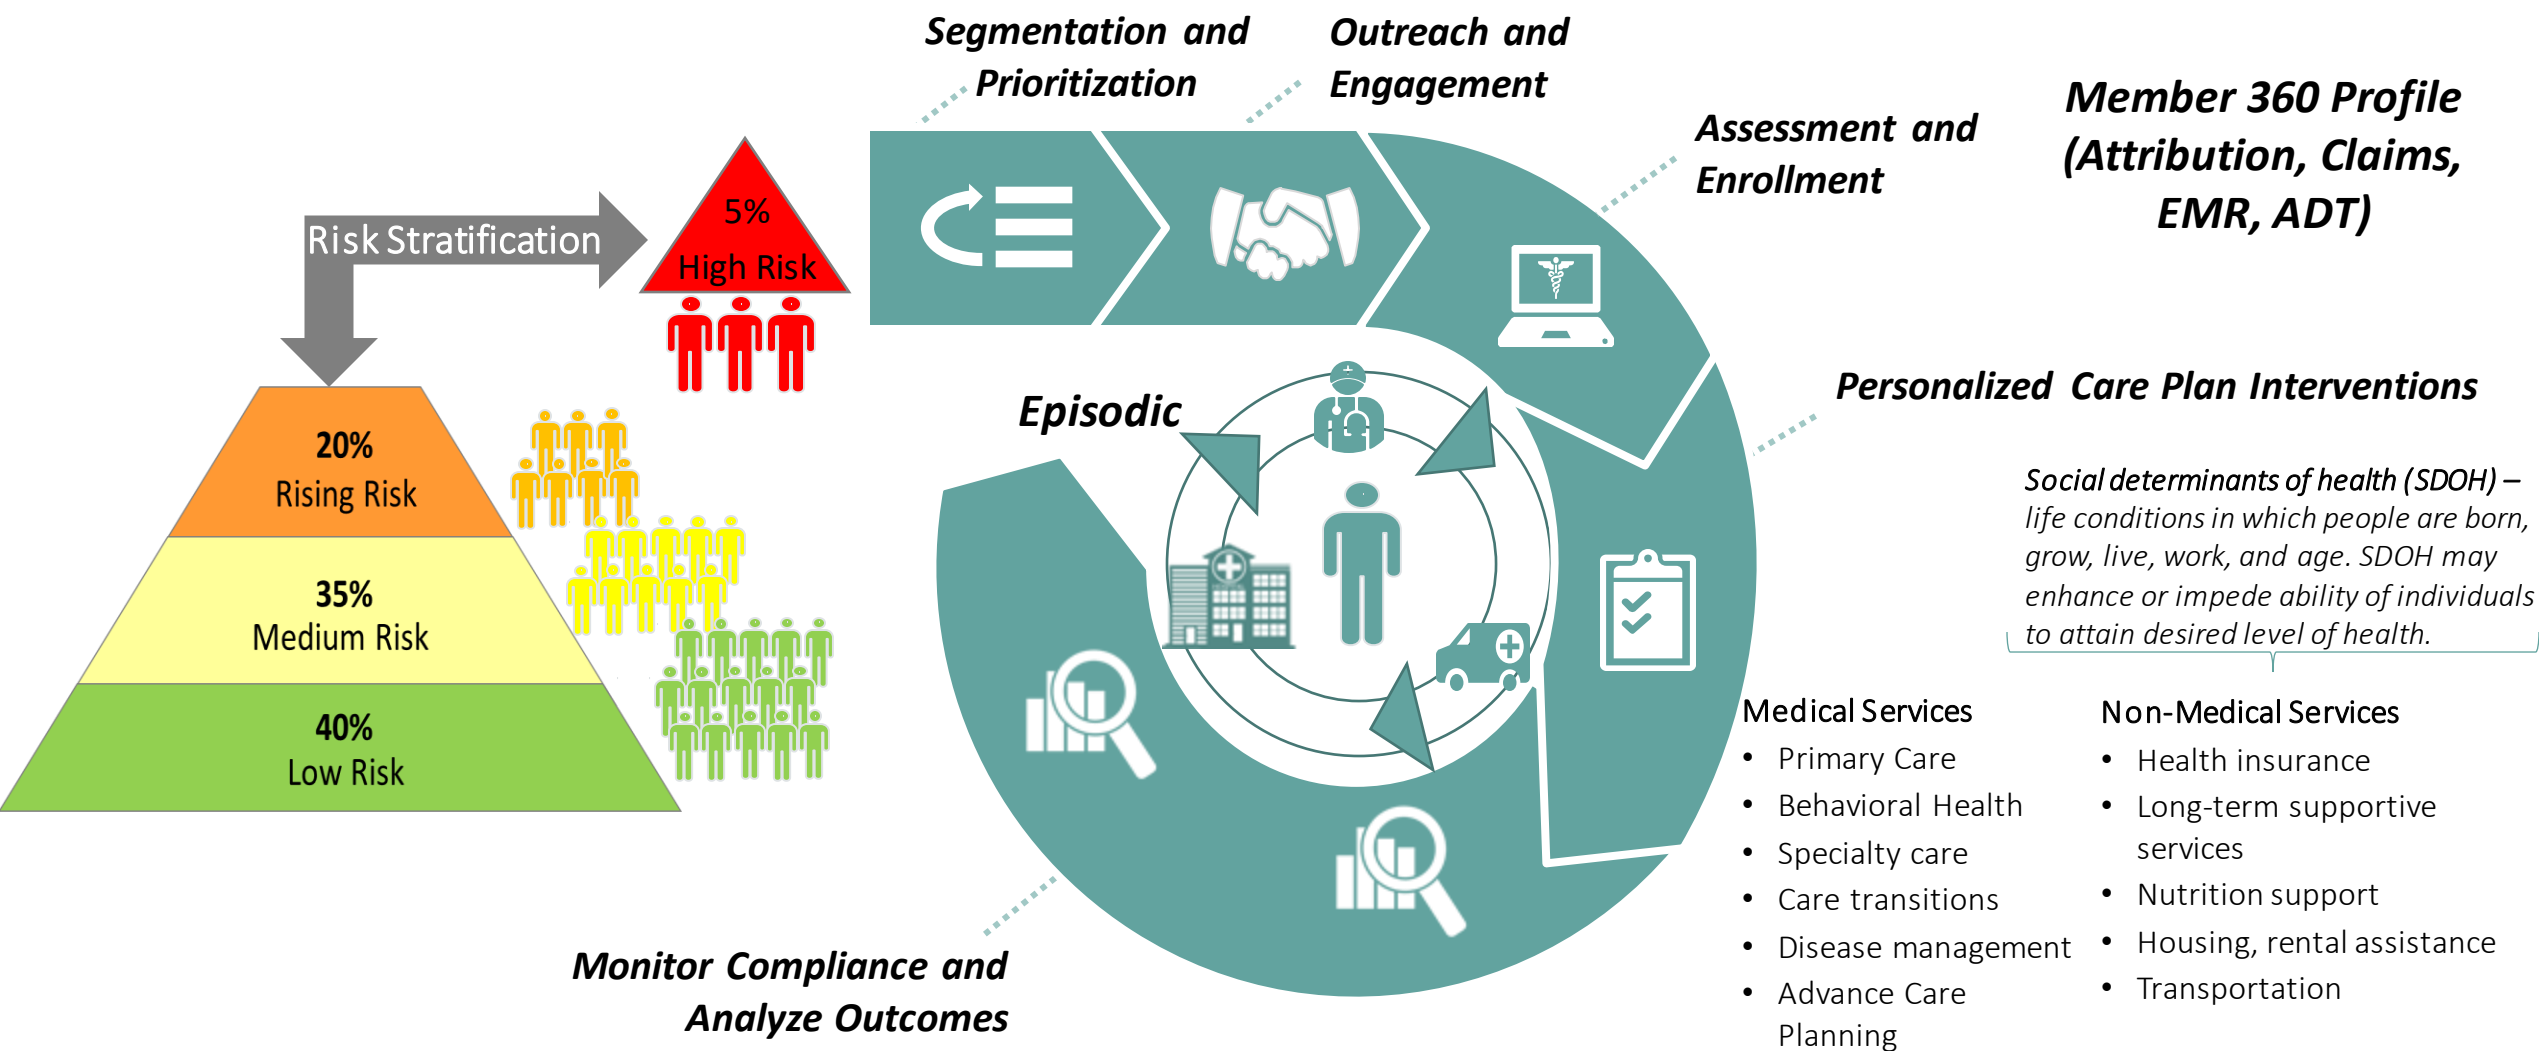 Segmentation and
Prioritization
Outreach and
Engagement
Assessment and
Enrollment
Member 360 Profile
(Attribution, Claims,
EMR, ADT)
Risk Stratification
5%
High Risk
20%
Rising Risk
35%
Medium Risk
40%
Low Risk
Episodic
Personalized Care Plan Interventions
Social determinants of health (SDOH) –
life conditions in which people are born,
grow, live, work, and age. SDOH may
enhance or impede ability of individuals
to attain desired level of health.
Medical Services
• Primary Care
• Behavioral Health
• Specialty care
• Care transitions
• Disease management
• Advance Care
Planning
Non-Medical Services
• Health insurance
• Long-term supportive
services
• Nutrition support
• Housing, rental assistance
• Transportation
Monitor Compliance and
Analyze Outcomes